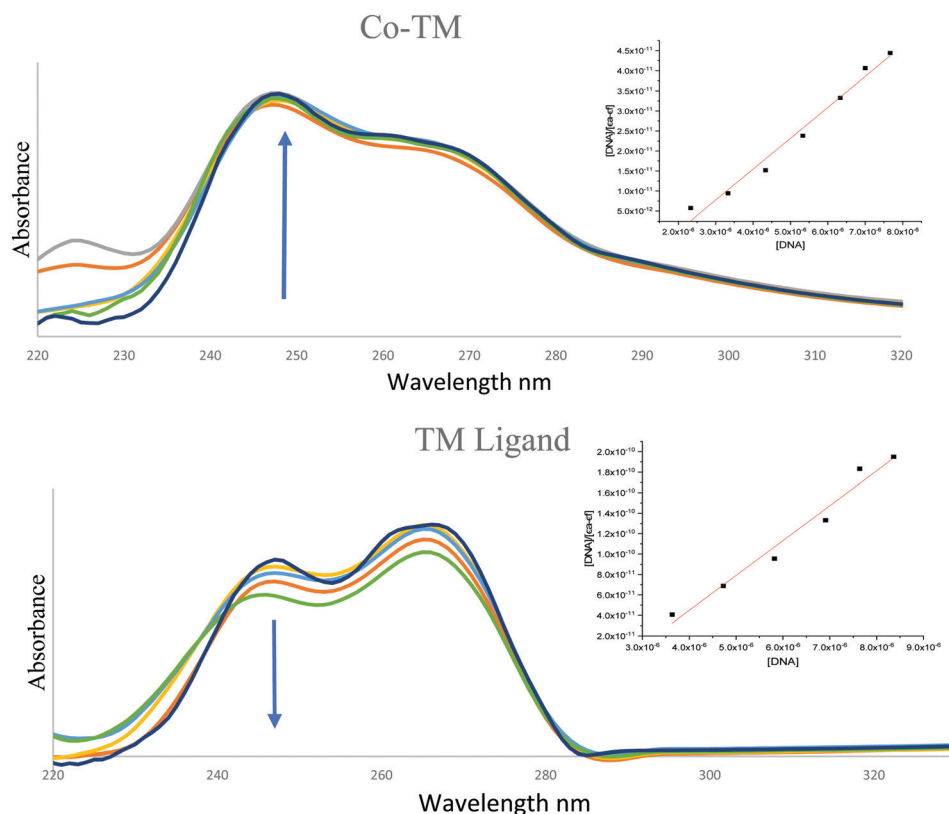 Co-TM
Absorbance
220 230 240 250 260 270 280 290 300 310 320
Wavelength nm
[DNA]/[εa-εf]
4.5x10⁻¹¹
4.0x10⁻¹¹
3.5x10⁻¹¹
3.0x10⁻¹¹
2.5x10⁻¹¹
2.0x10⁻¹¹
1.5x10⁻¹¹
1.0x10⁻¹¹
5.0x10⁻¹²
2.0x10⁻⁶ 3.0x10⁻⁶ 4.0x10⁻⁶ 5.0x10⁻⁶ 6.0x10⁻⁶ 7.0x10⁻⁶ 8.0x10⁻⁶
[DNA]
TM Ligand
Absorbance
220 240 260 280 300 320
Wavelength nm
2.0x10⁻¹⁰
1.8x10⁻¹⁰
1.6x10⁻¹⁰
1.4x10⁻¹⁰
1.2x10⁻¹⁰
1.0x10⁻¹⁰
8.0x10⁻¹¹
6.0x10⁻¹¹
4.0x10⁻¹¹
2.0x10⁻¹¹
3.0x10⁻⁶ 4.0x10⁻⁶ 5.0x10⁻⁶ 6.0x10⁻⁶ 7.0x10⁻⁶ 8.0x10⁻⁶ 9.0x10⁻⁶
[DNA]